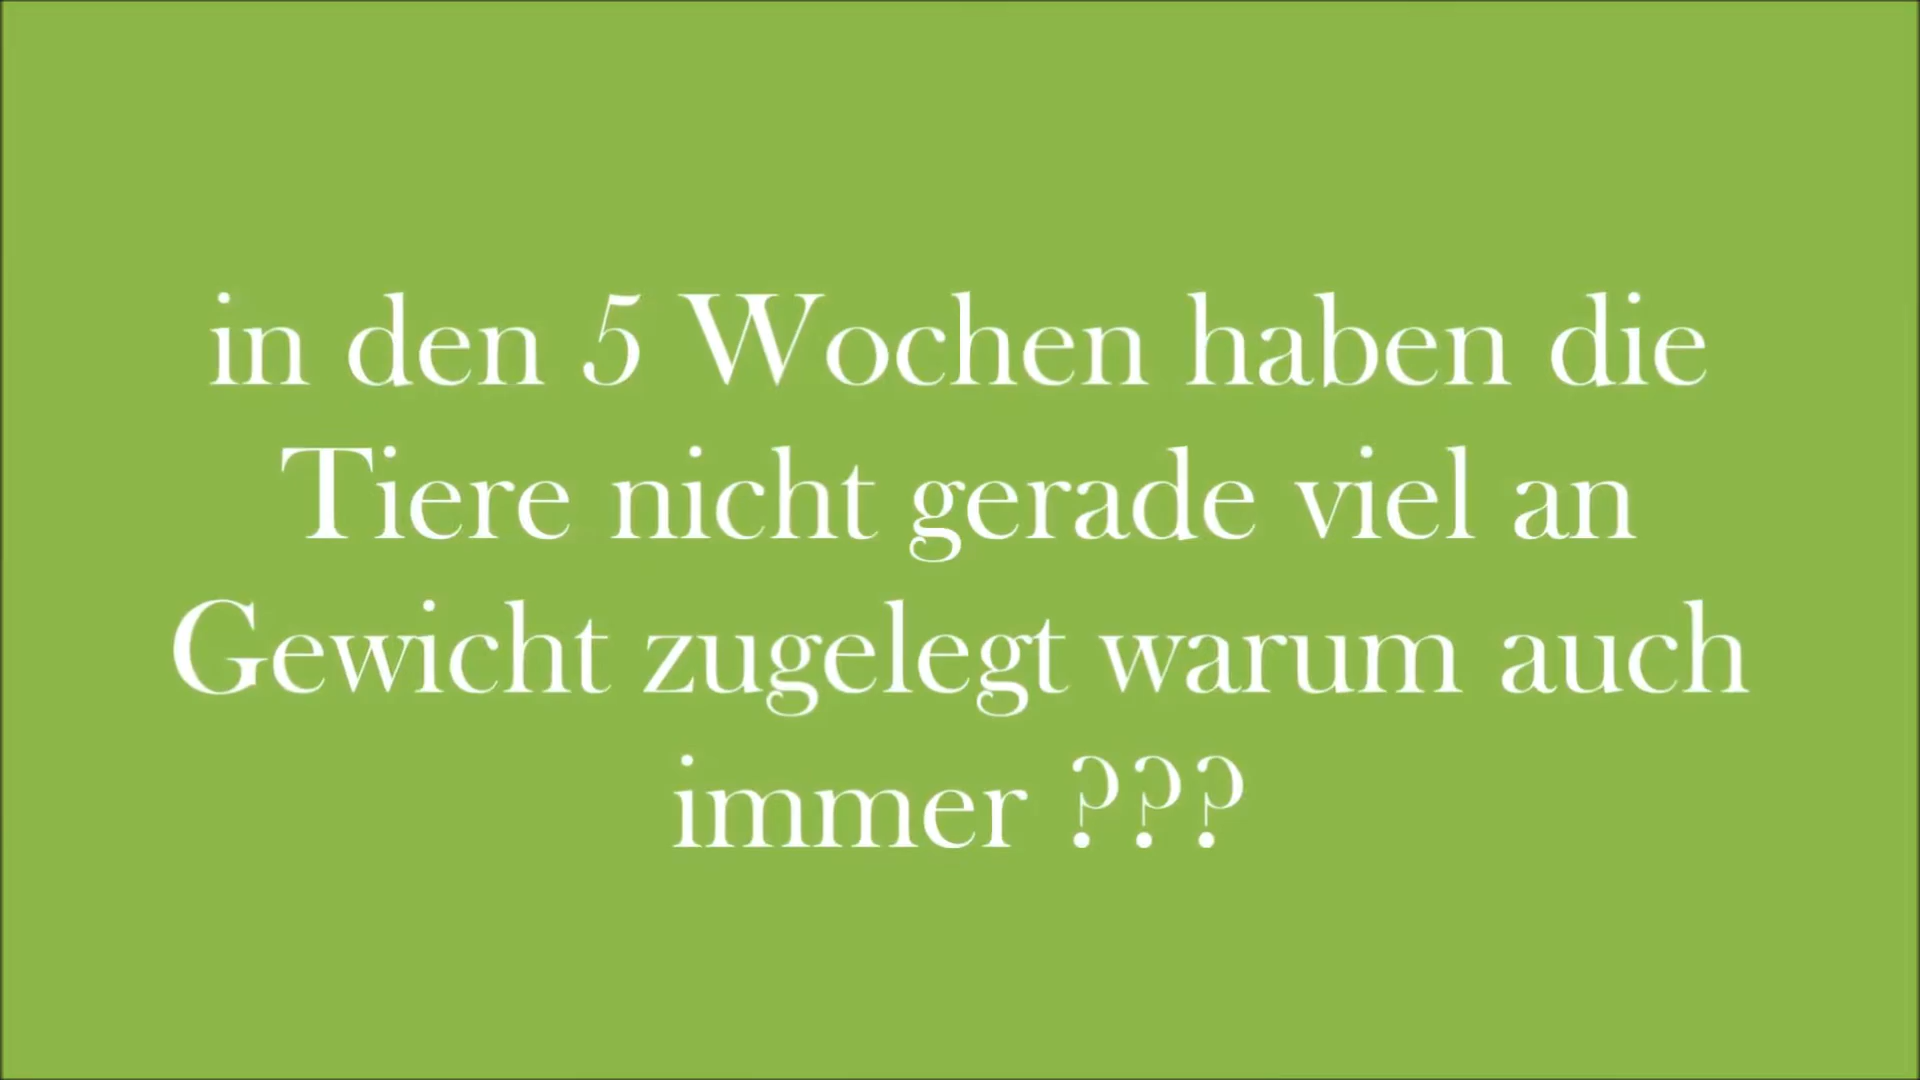 in den 5 Wochen haben die
Tiere nicht gerade viel an
Gewicht zugelegt warum auch
immer ???